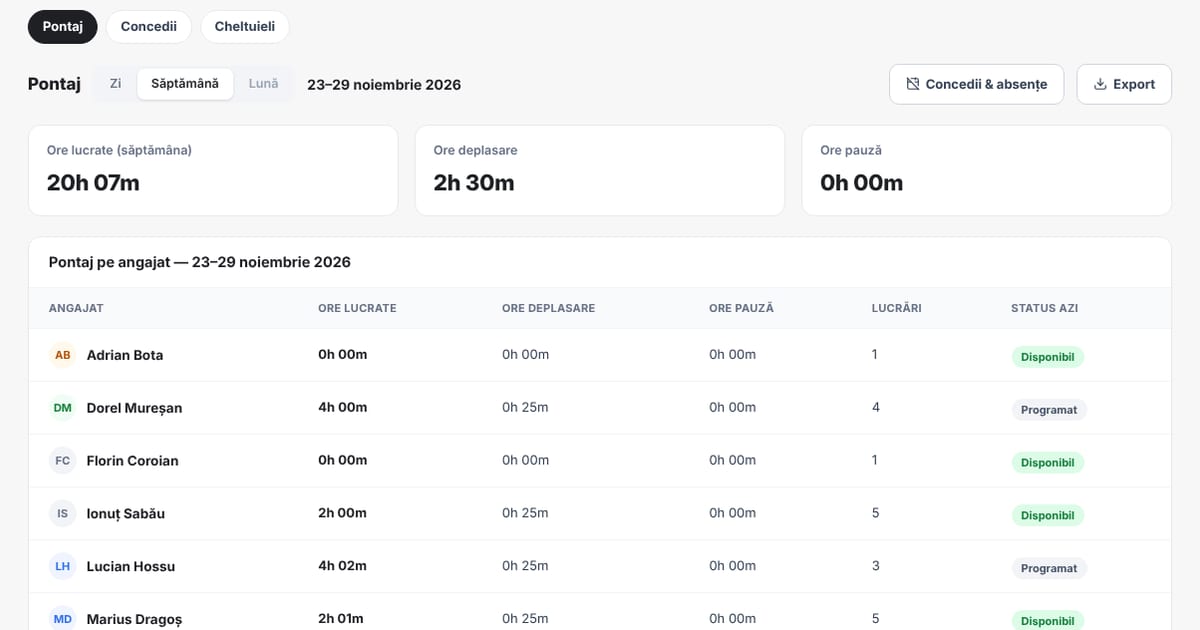 Pontaj Concedii Cheltuieli
Pontaj Zi Săptămână Lună 23–29 noiembrie 2026 Concedii & absențe Export
Ore lucrate (săptămâna) Ore deplasare Ore pauză
20h 07m 2h 30m 0h 00m
Pontaj pe angajat — 23–29 noiembrie 2026
ANGAJAT ORE LUCRATE ORE DEPLASARE ORE PAUZĂ LUCRĂRI STATUS AZI
AB Adrian Bota 0h 00m 0h 00m 0h 00m 1 Disponibil
DM Dorel Mureșan 4h 00m 0h 25m 0h 00m 4 Programat
FC Florin Coroian 0h 00m 0h 00m 0h 00m 1 Disponibil
IS Ionuț Sabău 2h 00m 0h 25m 0h 00m 5 Disponibil
LH Lucian Hossu 4h 02m 0h 25m 0h 00m 3 Programat
MD Marius Dragoș 2h 01m 0h 25m 0h 00m 5 Disponibil